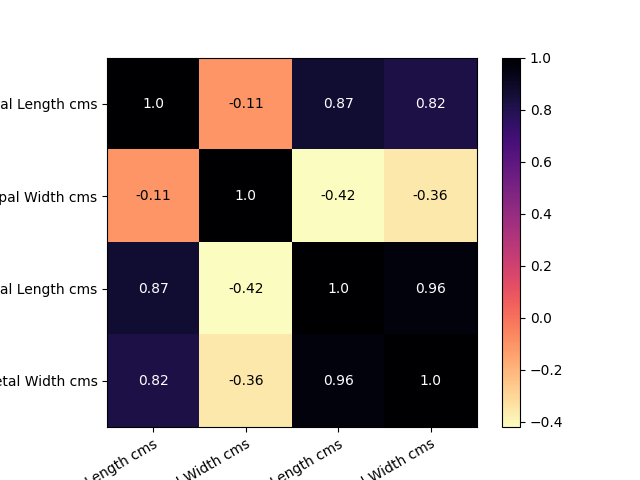 al Length cms 1.0 -0.11 0.87 0.82
pal Width cms -0.11 1.0 -0.42 -0.36
al Length cms 0.87 -0.42 1.0 0.96
etal Width cms 0.82 -0.36 0.96 1.0
Length cms
l Width cms
Length cms
l Width cms
1.0
0.8
0.6
0.4
0.2
0.0
−0.2
−0.4